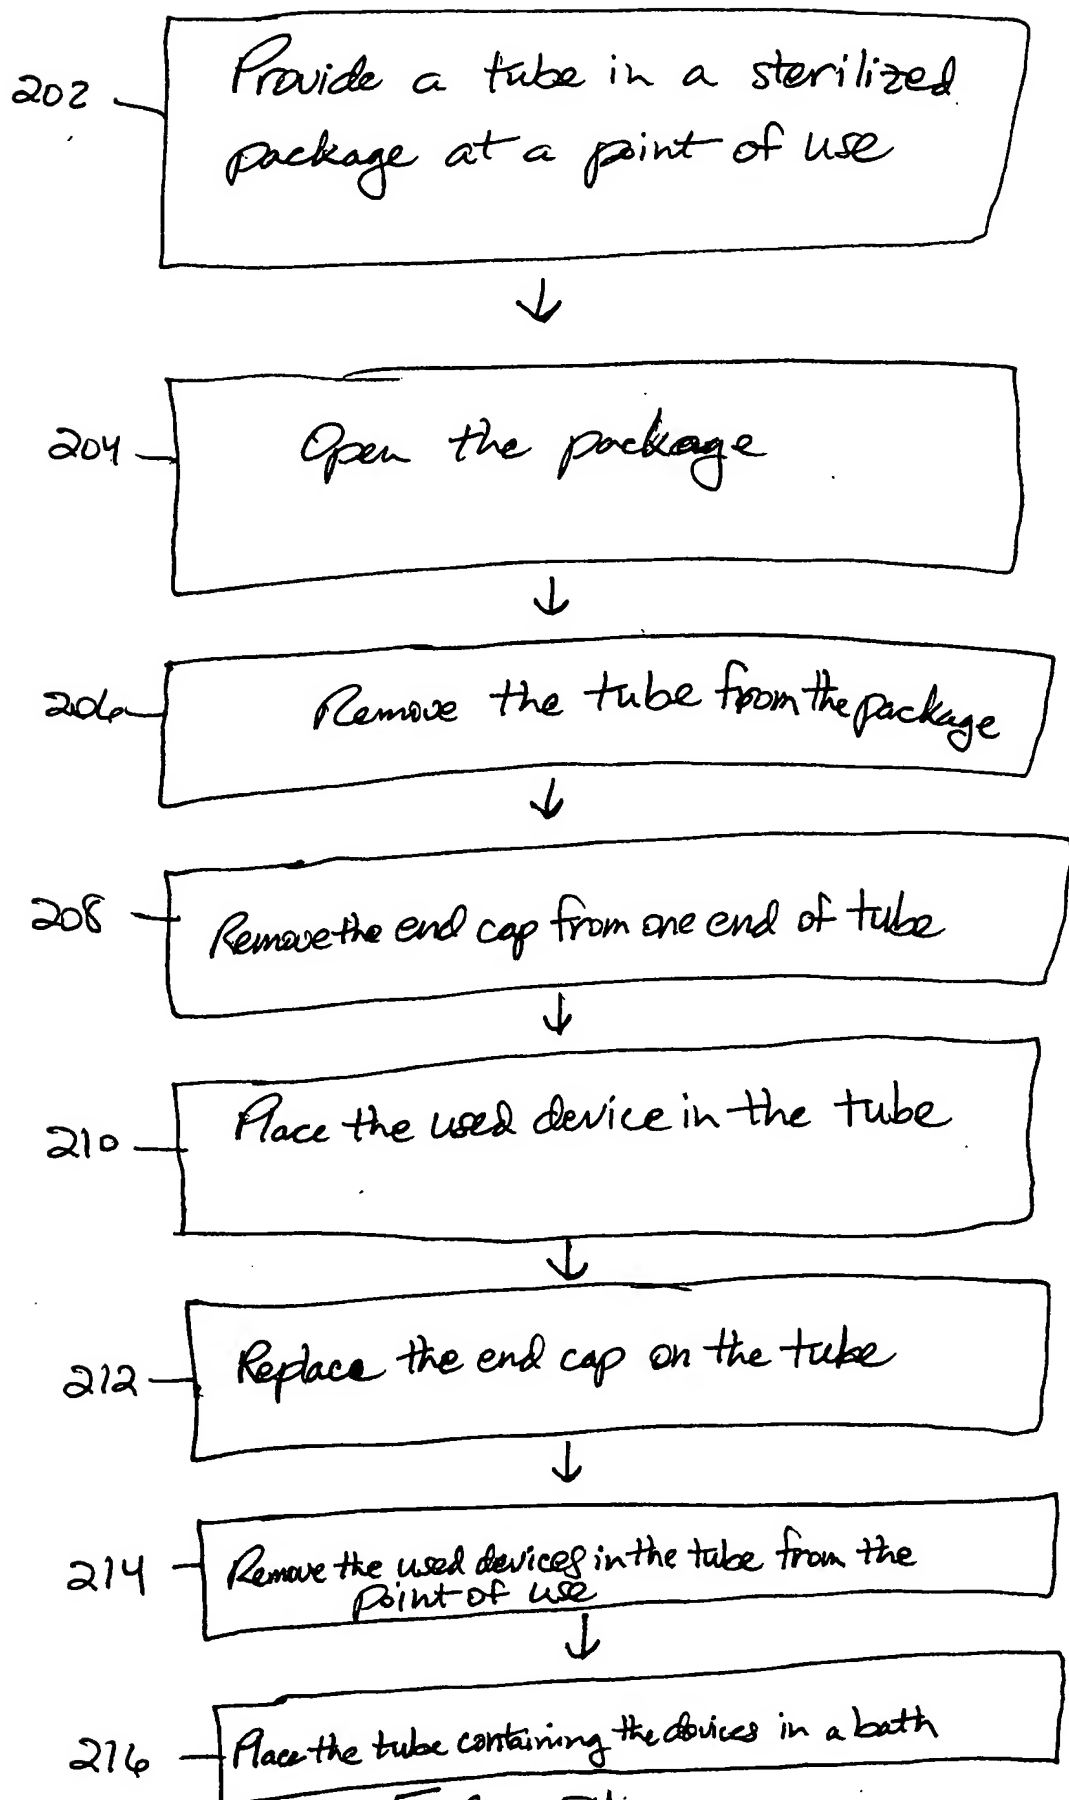 202 Provide a tube in a sterilized
package at a point of use
204 Open the package
206 Remove the tube from the package
208 Remove the end cap from one end of tube
210 Place the used device in the tube
212 Replace the end cap on the tube
214 Remove the used devices in the tube from the
point of use
216 Place the tube containing the devices in a bath